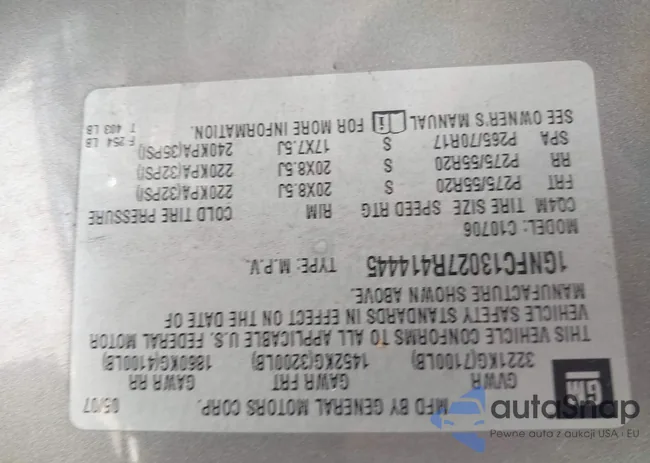 GM
MFD BY GENERAL MOTORS CORP.
05/07
GVWR GAWR FRT GAWR RR
3221KG(7100LB) 1452KG(3200LB) 1860KG(4100LB)
THIS VEHICLE CONFORMS TO ALL APPLICABLE U.S. FEDERAL MOTOR
VEHICLE SAFETY STANDARDS IN EFFECT ON THE DATE OF
MANUFACTURE SHOWN ABOVE.
1GNFC13027R414445 TYPE: M.P.V.
MODEL: C10706
CQ4M TIRE SIZE SPEED RTG RIM COLD TIRE PRESSURE
FRT P275/55R20 S 20X8.5J 220KPA(32PSI)
RR P275/55R20 S 20X8.5J 220KPA(32PSI)
SPA P265/70R17 S 17X7.5J 240KPA(35PSI)
SEE OWNER'S MANUAL FOR MORE INFORMATION.
F 254 LB
T 403 LB
autoSnap
Pewne auta z aukcji USA i EU